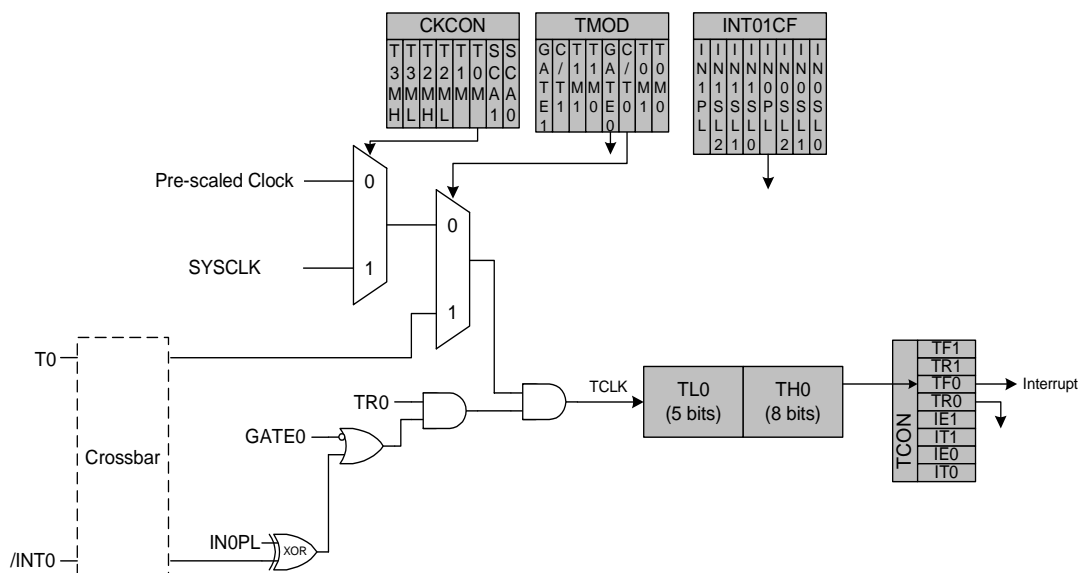 CKCON
TMOD
INT01CF
T3MH
T3ML
T2MH
T2ML
T1M
T0M
SCA1
SCA0
GATE1
C/T1
T1M1
T1M0
GATE0
C/T0
T0M1
T0M0
IN1PL
IN1SL2
IN1SL1
IN1SL0
IN0PL
IN0SL2
IN0SL1
IN0SL0
Pre-scaled Clock
0
SYSCLK
1
0
1
T0
Crossbar
/INT0
TR0
GATE0
IN0PL
XOR
TCLK
TL0
(5 bits)
TH0
(8 bits)
TCON
TF1
TR1
TF0
TR0
IE1
IT1
IE0
IT0
Interrupt